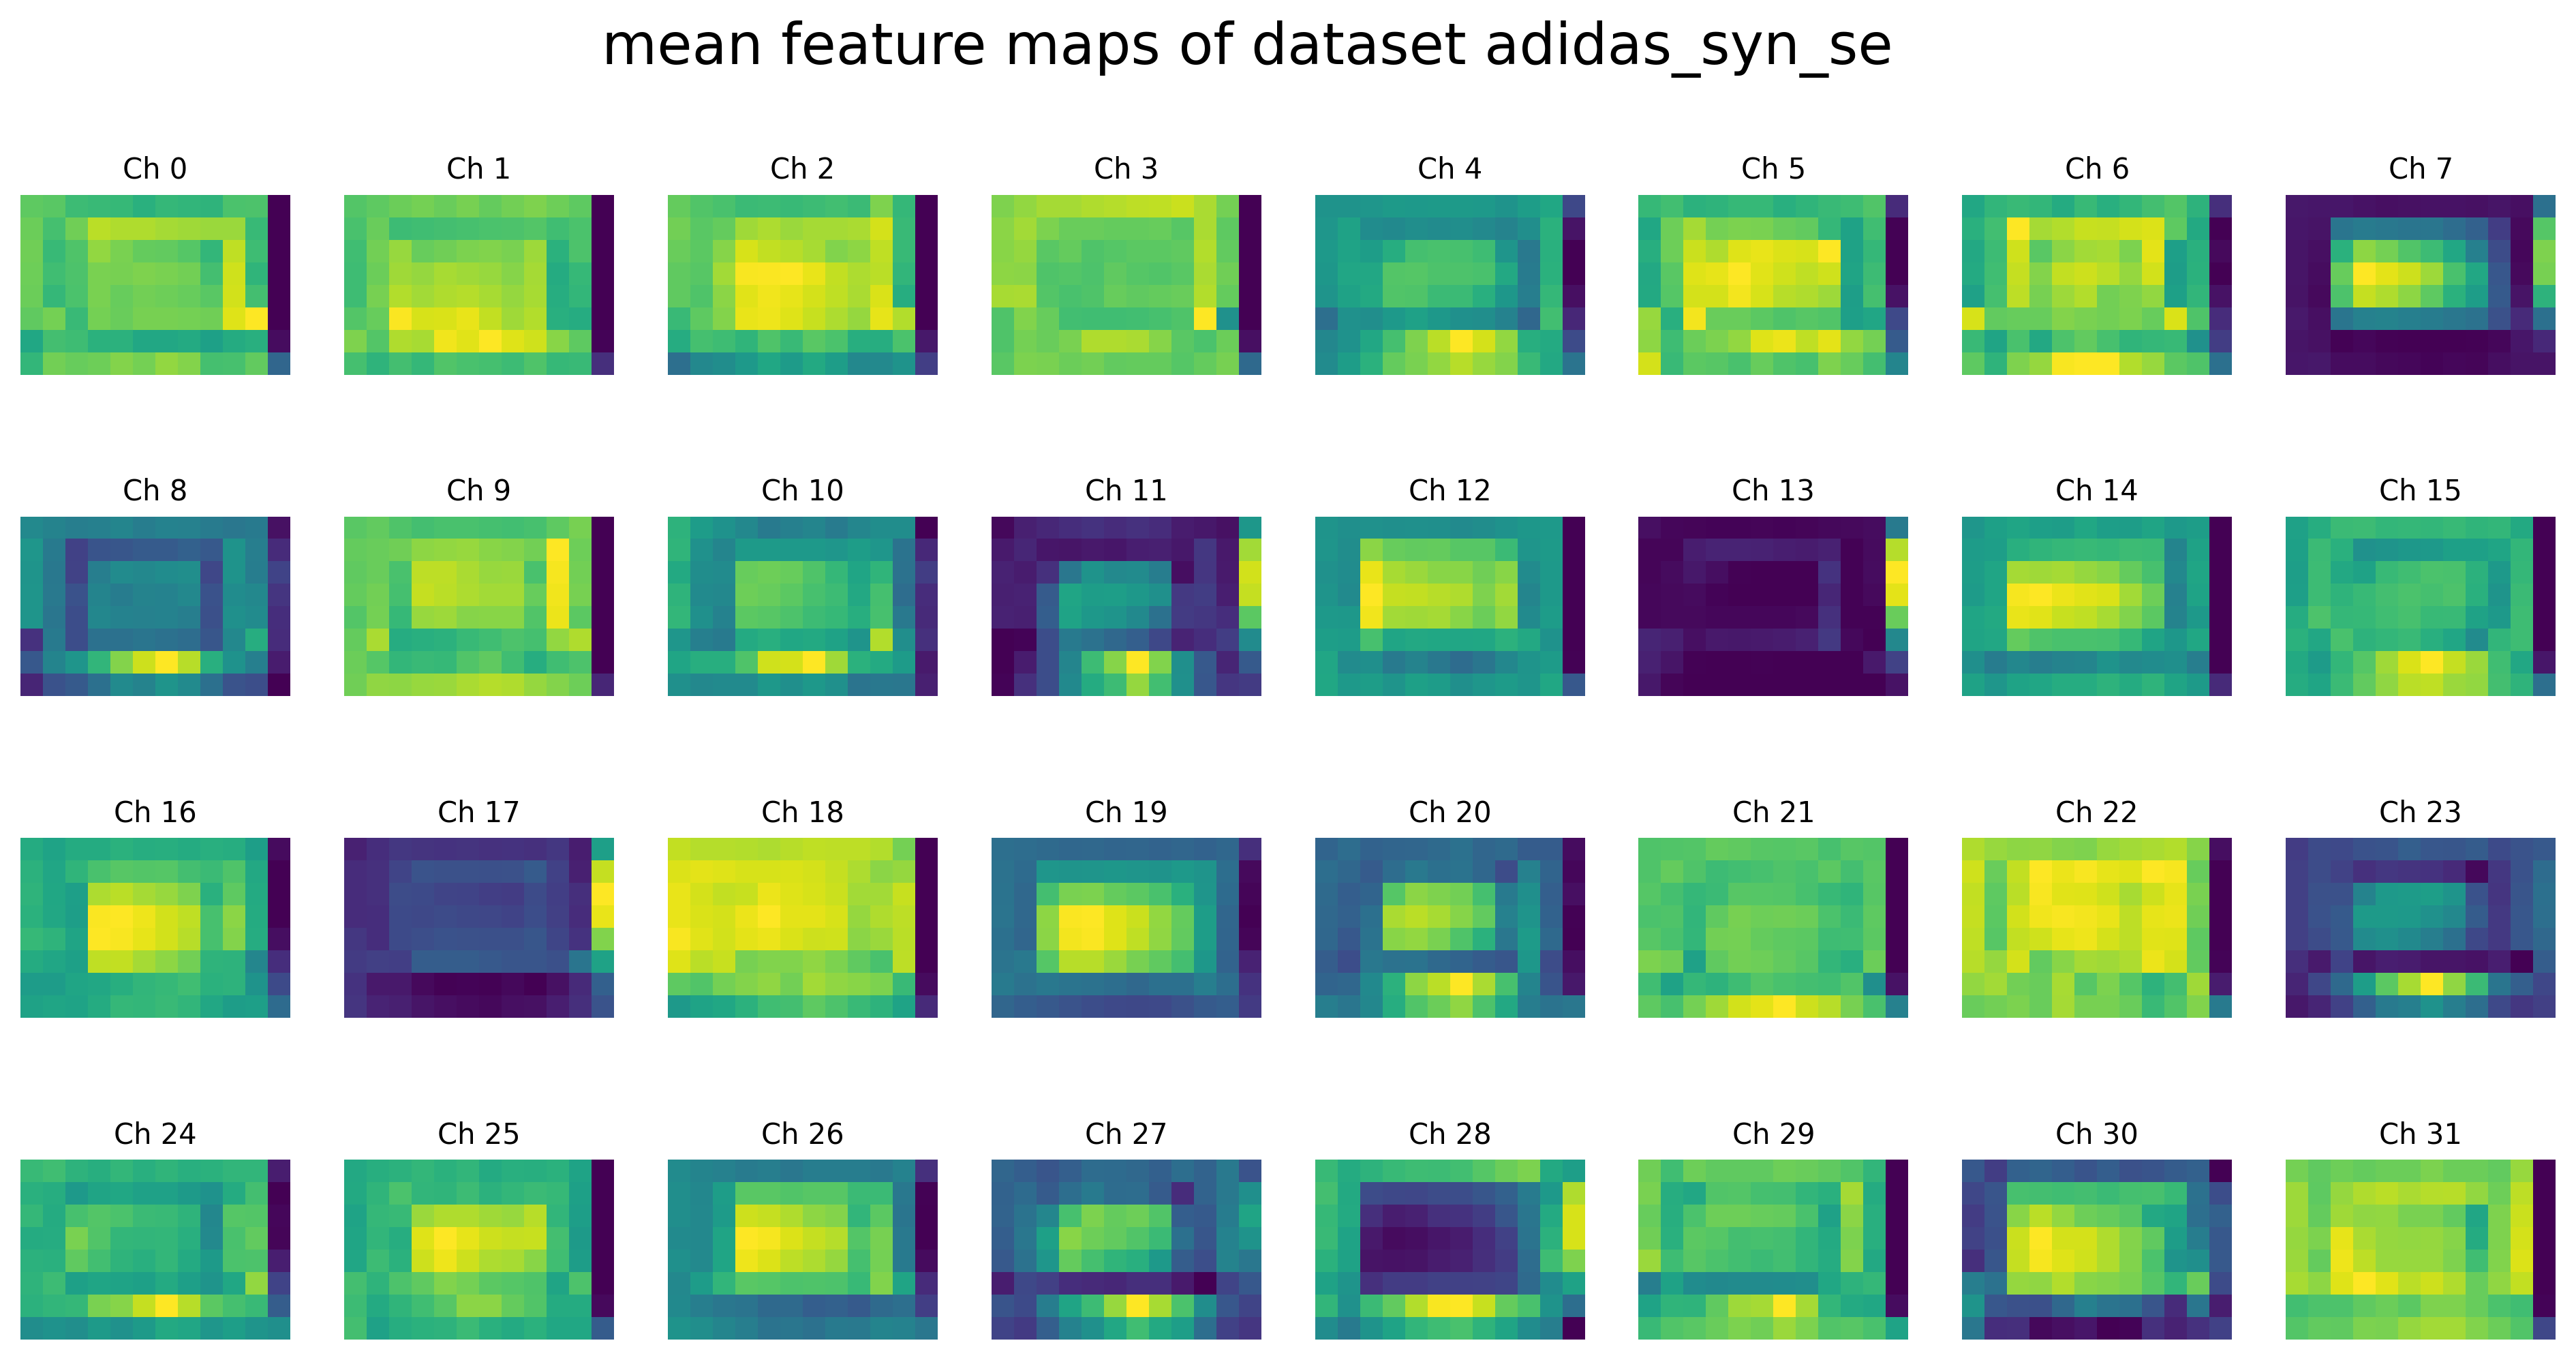 mean feature maps of dataset adidas_syn_se
Ch 0 Ch 1 Ch 2 Ch 3 Ch 4 Ch 5 Ch 6 Ch 7
Ch 8 Ch 9 Ch 10 Ch 11 Ch 12 Ch 13 Ch 14 Ch 15
Ch 16 Ch 17 Ch 18 Ch 19 Ch 20 Ch 21 Ch 22 Ch 23
Ch 24 Ch 25 Ch 26 Ch 27 Ch 28 Ch 29 Ch 30 Ch 31